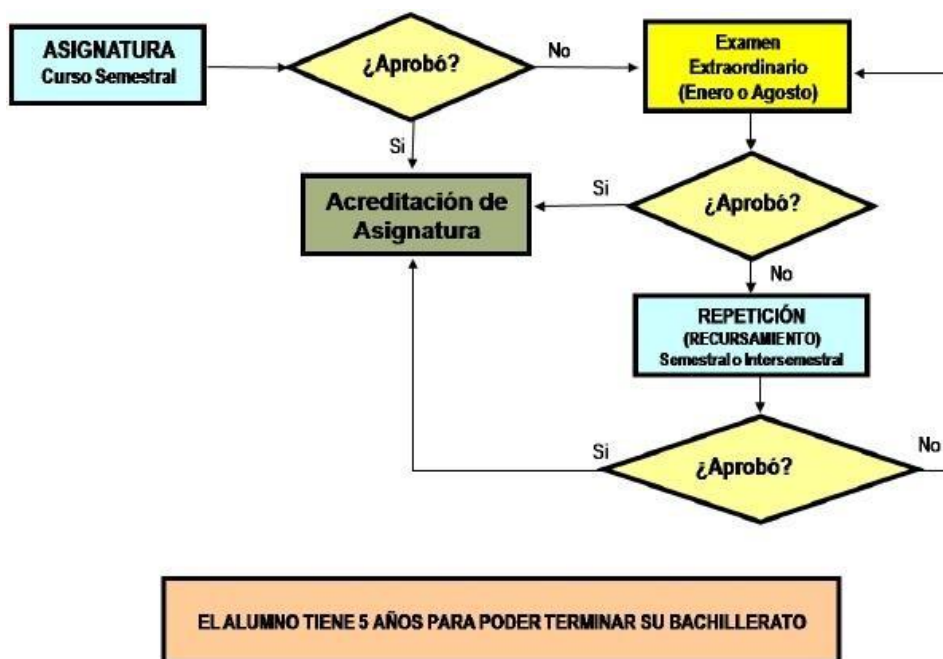 ASIGNATURA
Curso Semestral
¿Aprobó?
No
Examen
Extraordinario
(Enero o Agosto)
Si
Acreditación de
Asignatura
Si
¿Aprobó?
No
REPETICIÓN
(RECURSAMIENTO)
Semestral o Intersemestral
Si
¿Aprobó?
No
EL ALUMNO TIENE 5 AÑOS PARA PODER TERMINAR SU BACHILLERATO